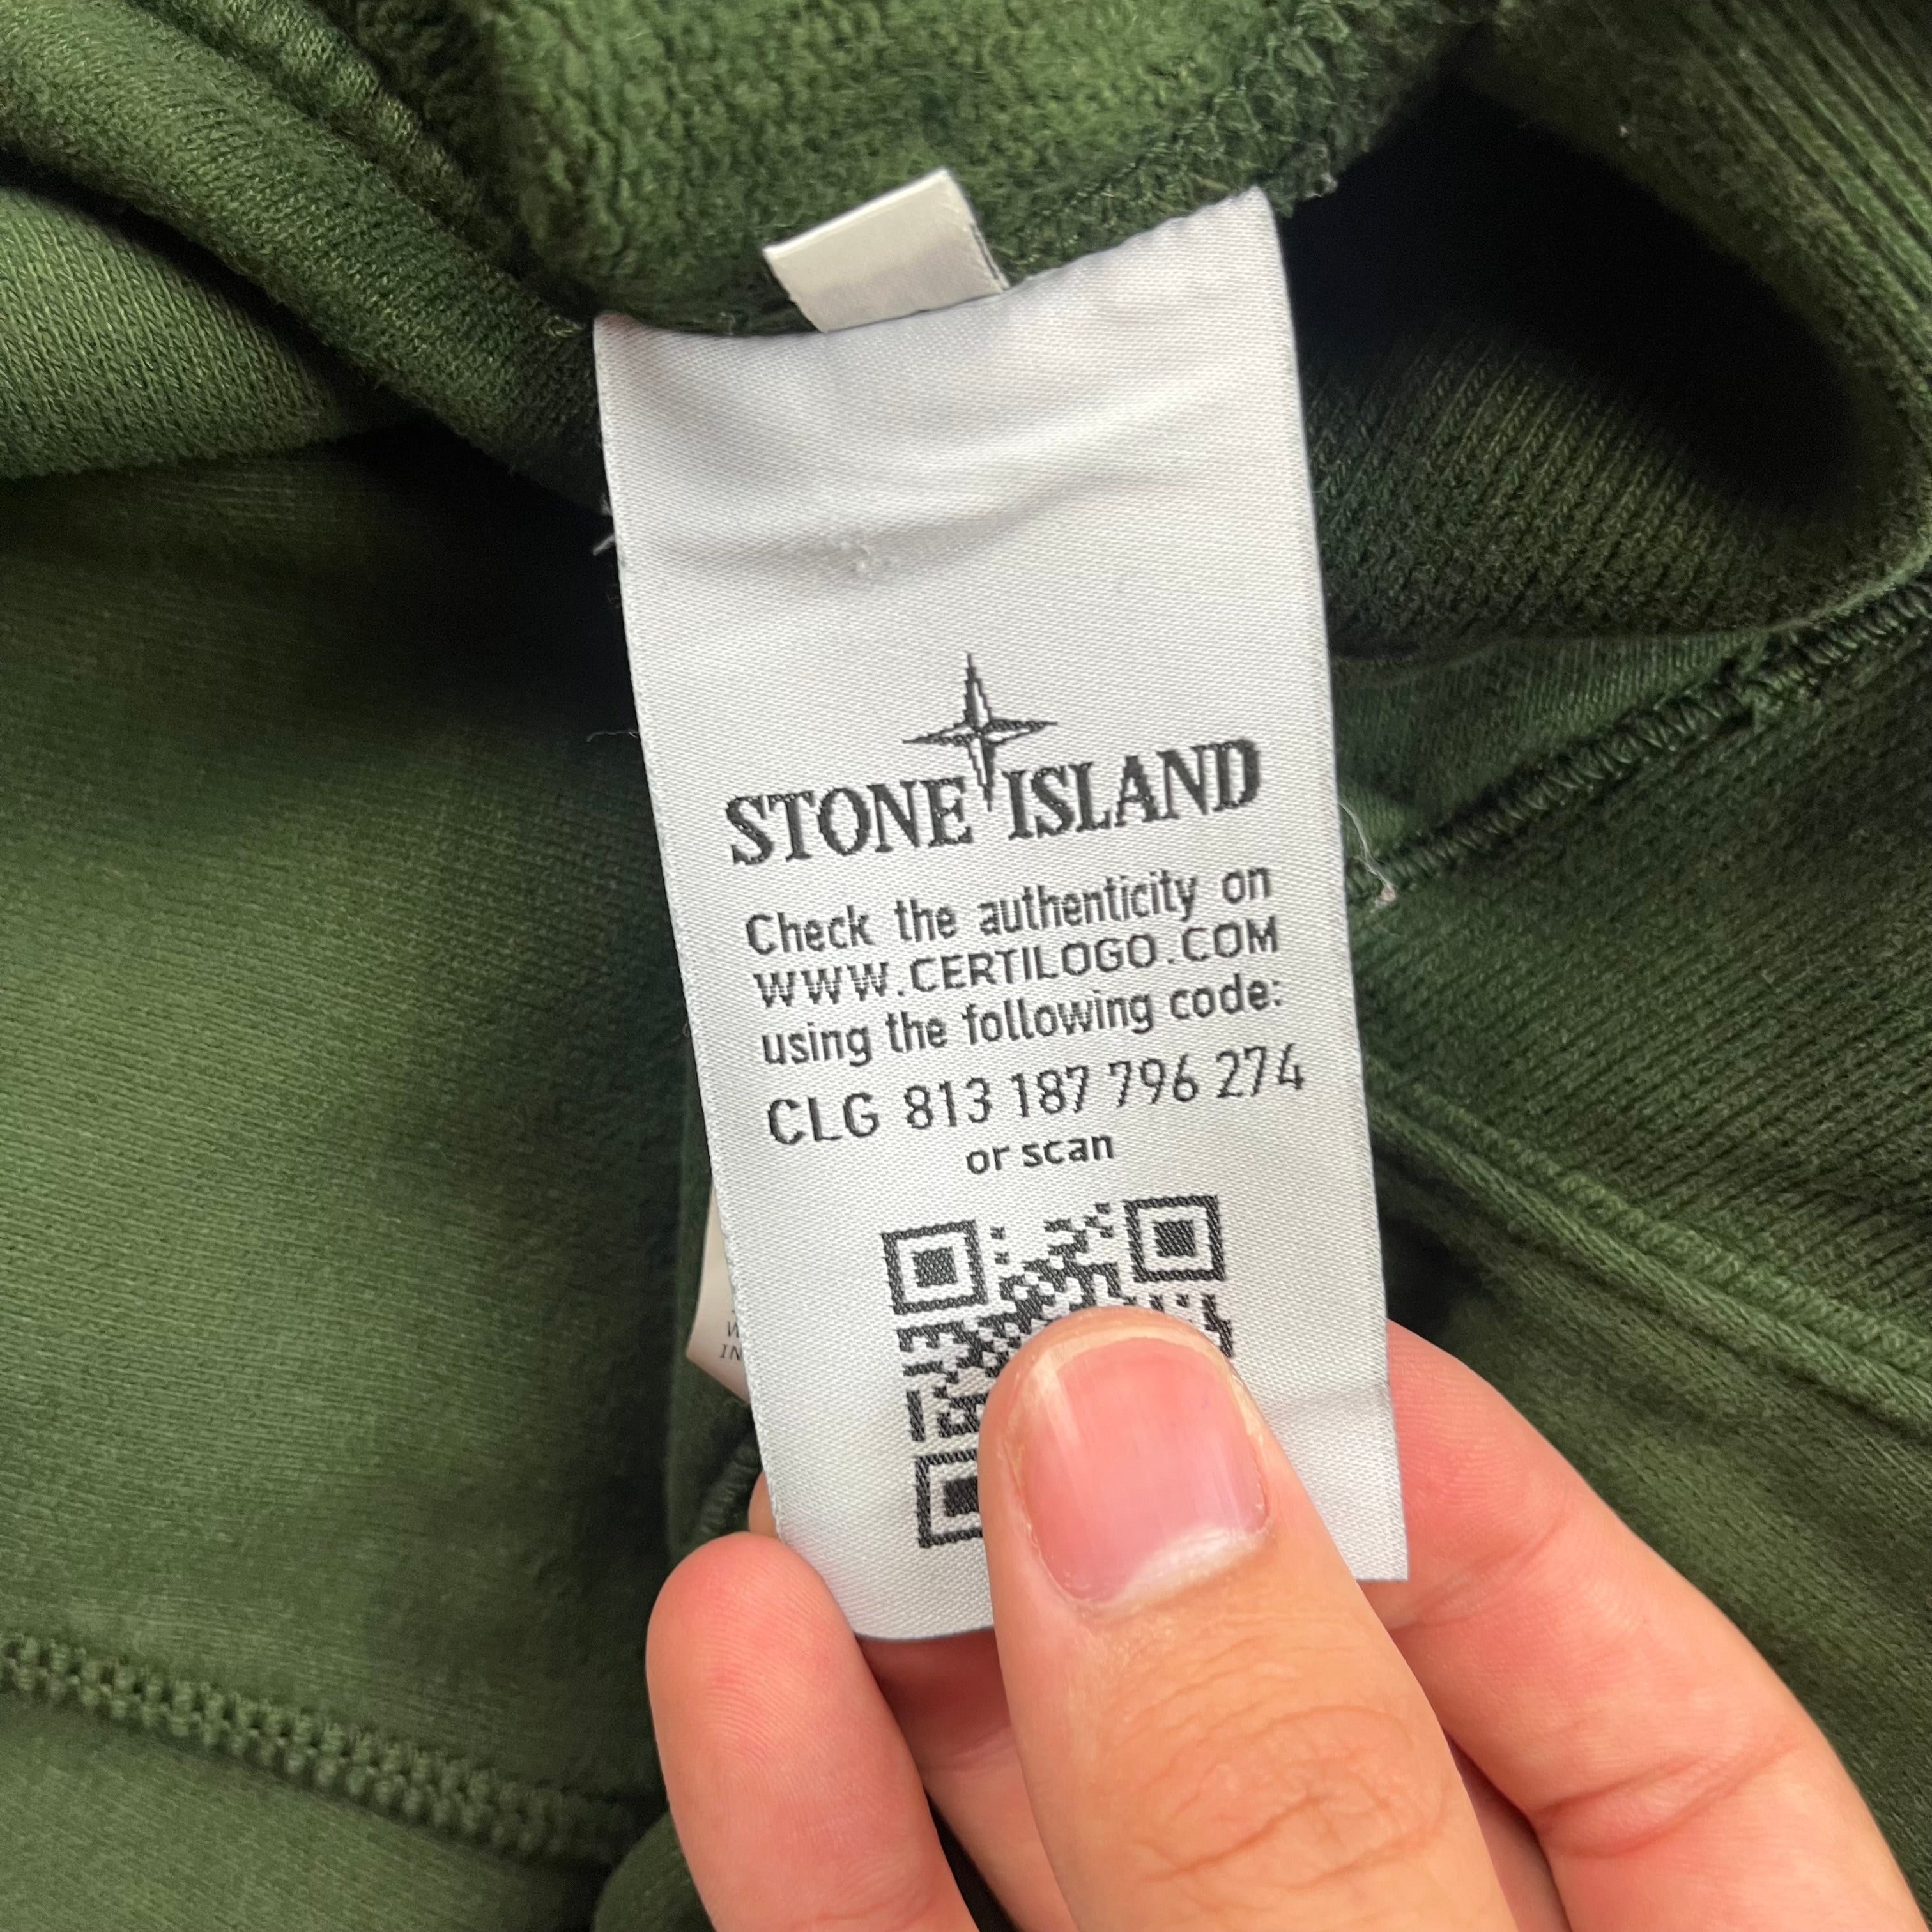 STONE ISLAND
Check the authenticity on
WWW.CERTILOGO.COM
using the following code:
CLG 813 187 796 274
or scan